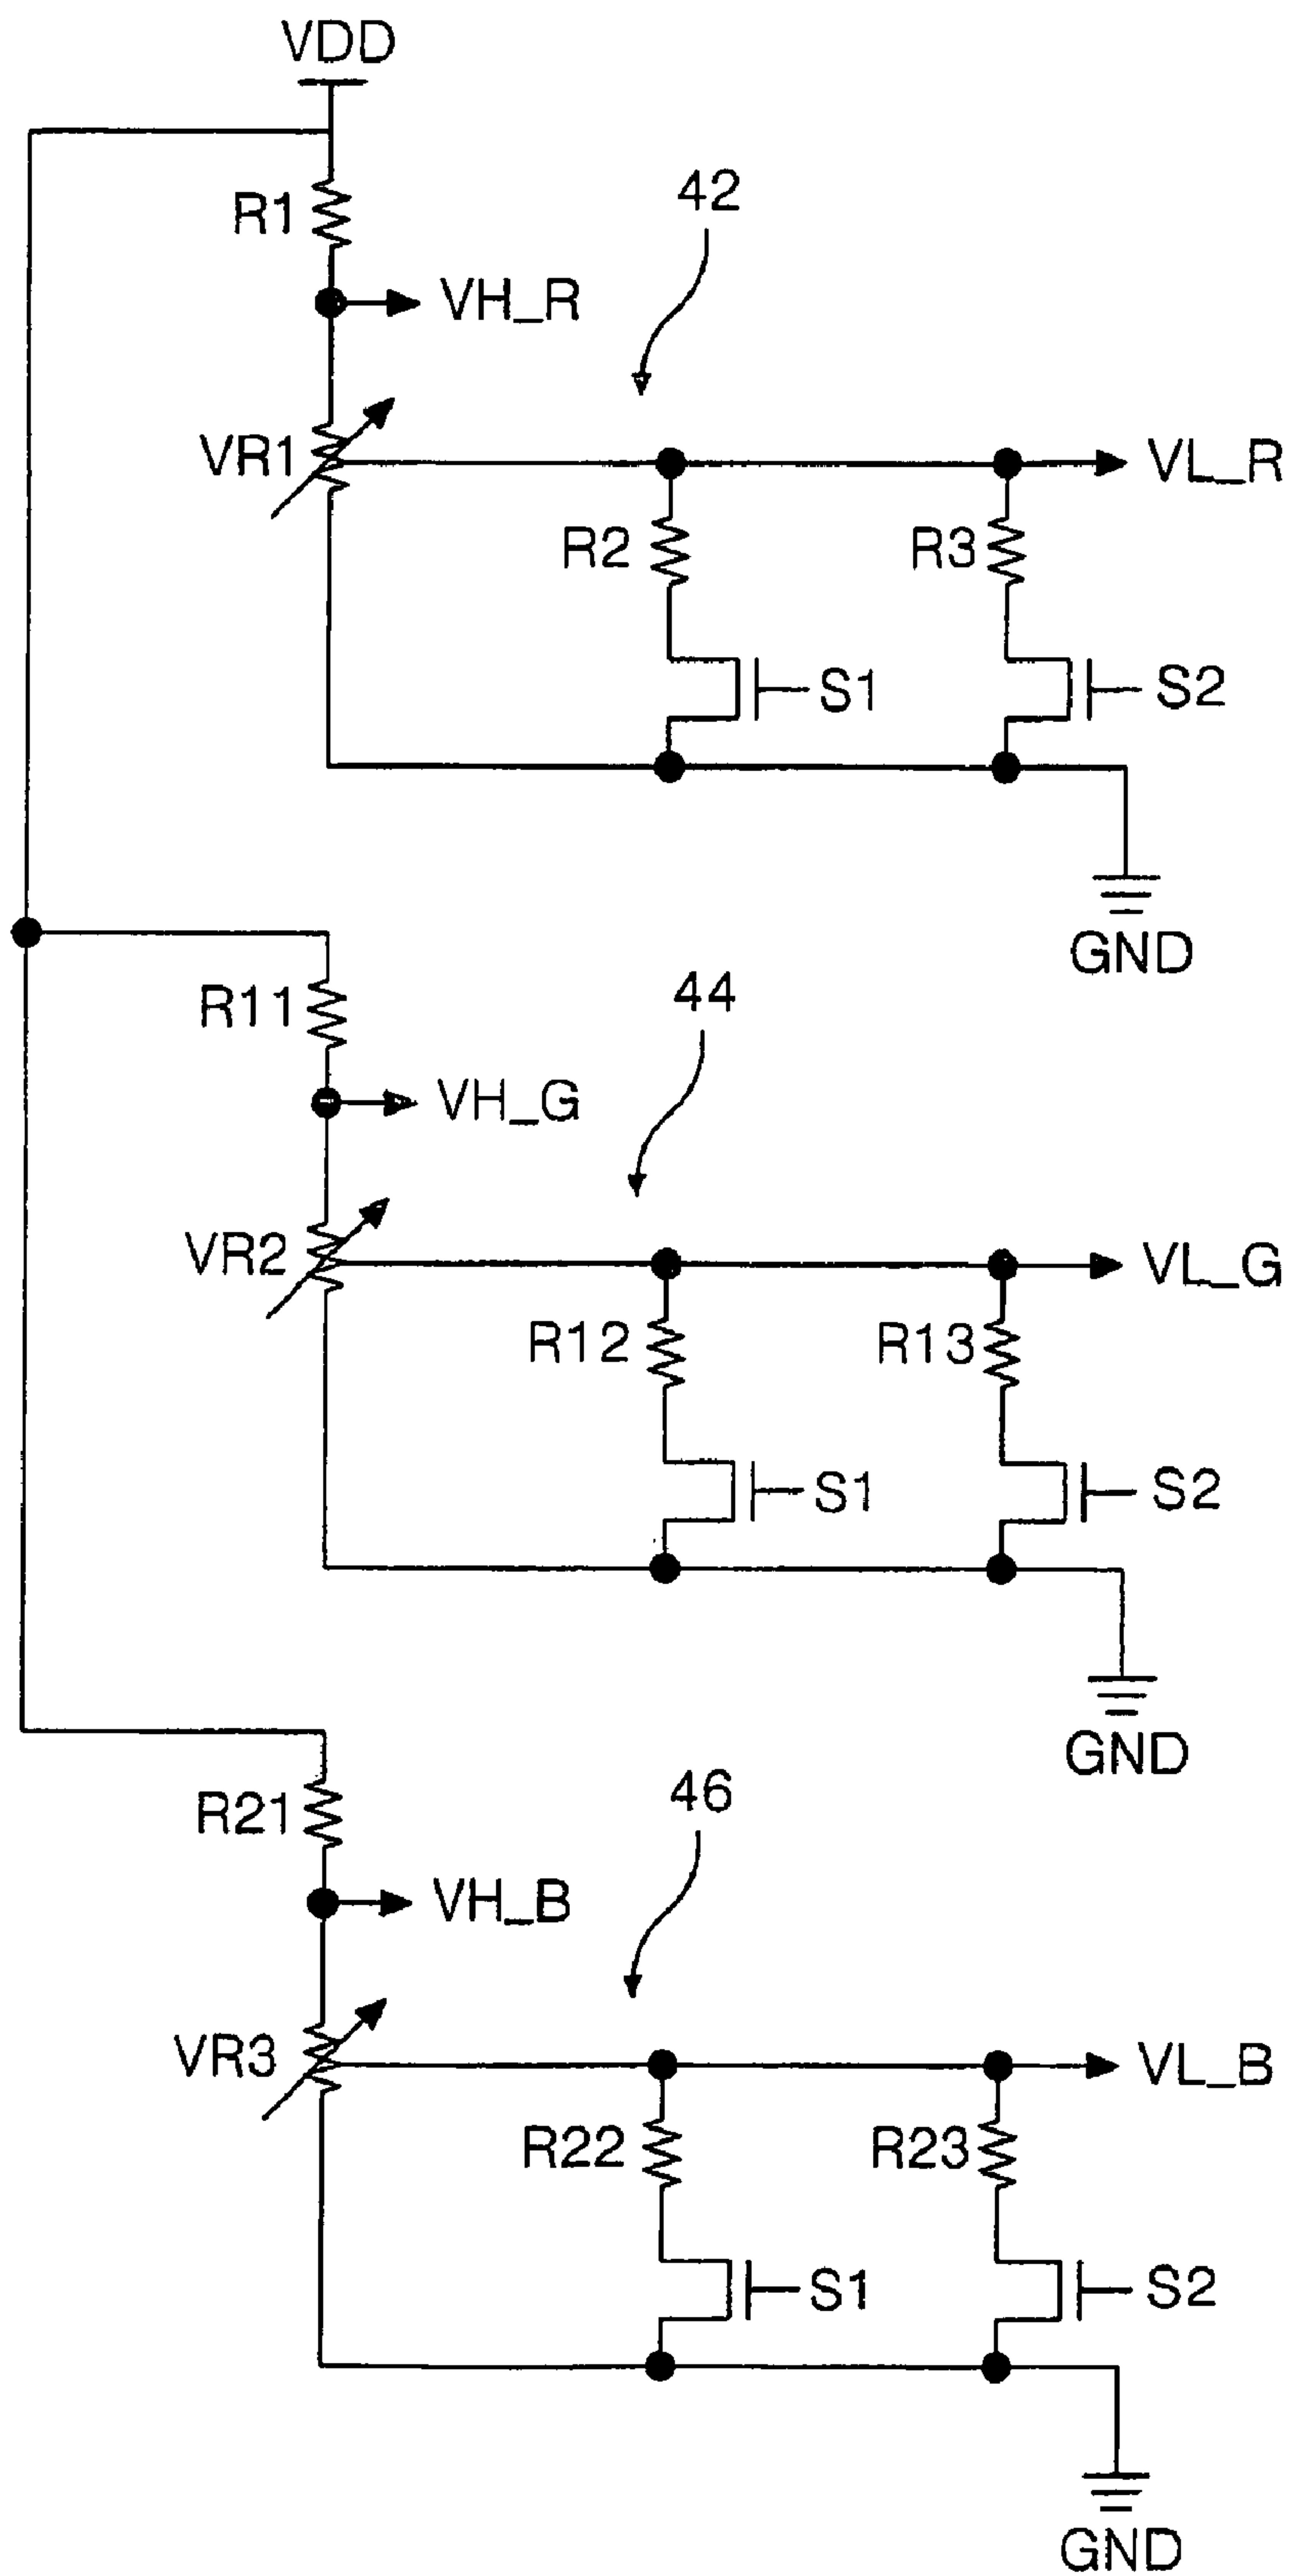 VDD
R1
42
VH_R
VR1
VL_R
R2
R3
S1
S2
GND
R11
44
VH_G
VR2
VL_G
R12
R13
S1
S2
GND
R21
46
VH_B
VR3
VL_B
R22
R23
S1
S2
GND